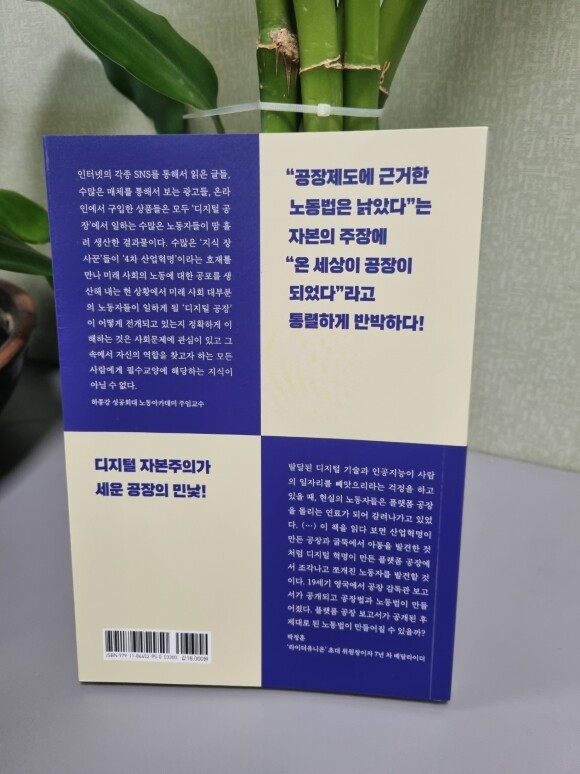 인터넷의 각종 SNS를 통해서 읽은 글들,
수많은 매체를 통해서 보는 광고들, 온라
인에서 구입한 상품들은 모두 ‘디지털 공
장’에서 일하는 수많은 노동자들이 땀 흘
려 생산한 결과물이다. 수많은 ‘지식 장
사꾼’들이 ‘4차 산업혁명’이라는 호재를
만나 미래 사회의 노동에 대한 공포를 생
산해 내는 현 상황에서 미래 사회 대부분
의 노동자들이 일하게 될 ‘디지털 공장’
이 어떻게 전개되고 있는지 정확하게 이
해하는 것은 사회문제에 관심이 있고 그
속에서 자신의 역할을 찾고자 하는 모든
사람에게 필수교양에 해당하는 지식이
아닐 수 없다.
하종강 성공회대 노동아카데미 주임교수
“공장제도에 근거한
노동법은 낡았다”는
자본의 주장에
“온 세상이 공장이
되었다”라고
통렬하게 반박하다!
디지털 자본주의가
세운 공장의 민낯!
발달된 디지털 기술과 인공지능이 사람
의 일자리를 빼앗으리라는 걱정을 하고
있을 때, 현실의 노동자들은 플랫폼 공장
을 돌리는 연료가 되어 갈려나가고 있었
다. (…) 이 책을 읽다 보면 산업혁명이
만든 공장과 굴뚝에서 아동을 발견한 것
처럼 디지털 혁명이 만든 플랫폼 공장에
서 조각나고 쪼개진 노동자를 발견할 것
이다. 19세기 영국에서 공장 감독관 보고
서가 공개되고 공장법과 노동법이 만들
어졌다. 플랫폼 공장 보고서가 공개된 후
제대로 된 노동법이 만들어질 수 있을까?
박정훈
‘라이더유니온’ 초대 위원장이자 7년 차 배달라이더
값18,000원